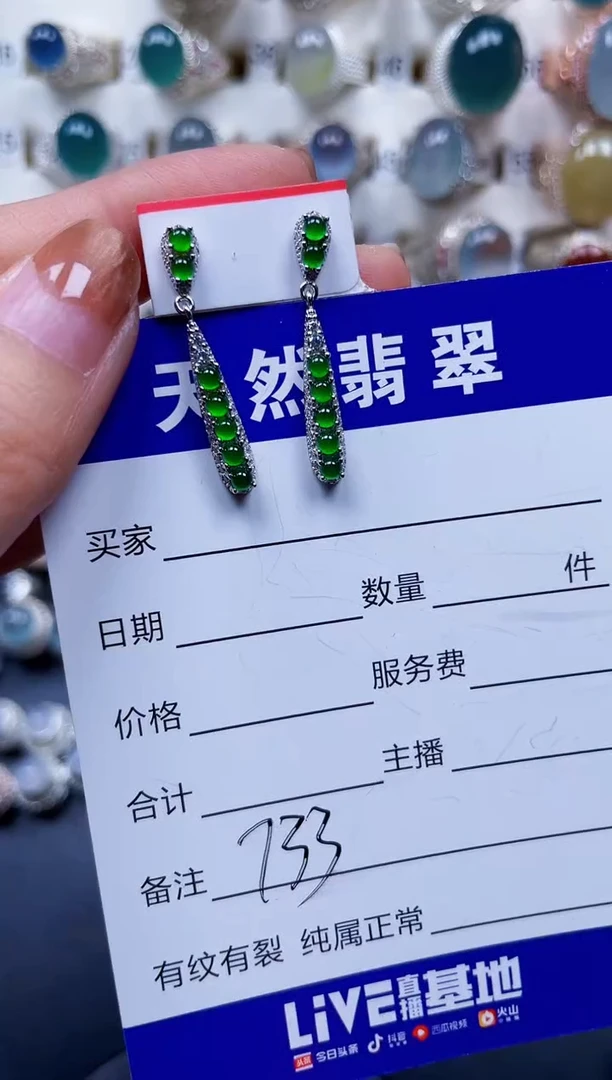 天然翡翠
买家
日期 数量 件
价格 服务费
合计 主播
备注 733
有纹有裂 纯属正常
LiVE直播基地
头条 今日头条 抖音 西瓜视频 火山